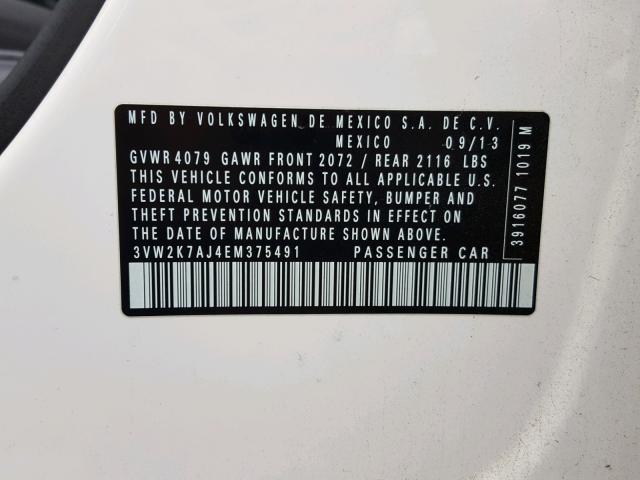 MFD BY VOLKSWAGEN DE MEXICO S.A. DE C.V.
MEXICO 09/13
GVWR 4079 GAWR FRONT 2072 / REAR 2116 LBS
THIS VEHICLE CONFORMS TO ALL APPLICABLE U.S.
FEDERAL MOTOR VEHICLE SAFETY, BUMPER AND
THEFT PREVENTION STANDARDS IN EFFECT ON
THE DATE OF MANUFACTURE SHOWN ABOVE.
3VW2K7AJ4EM375491 PASSENGER CAR
3916077 1019 M